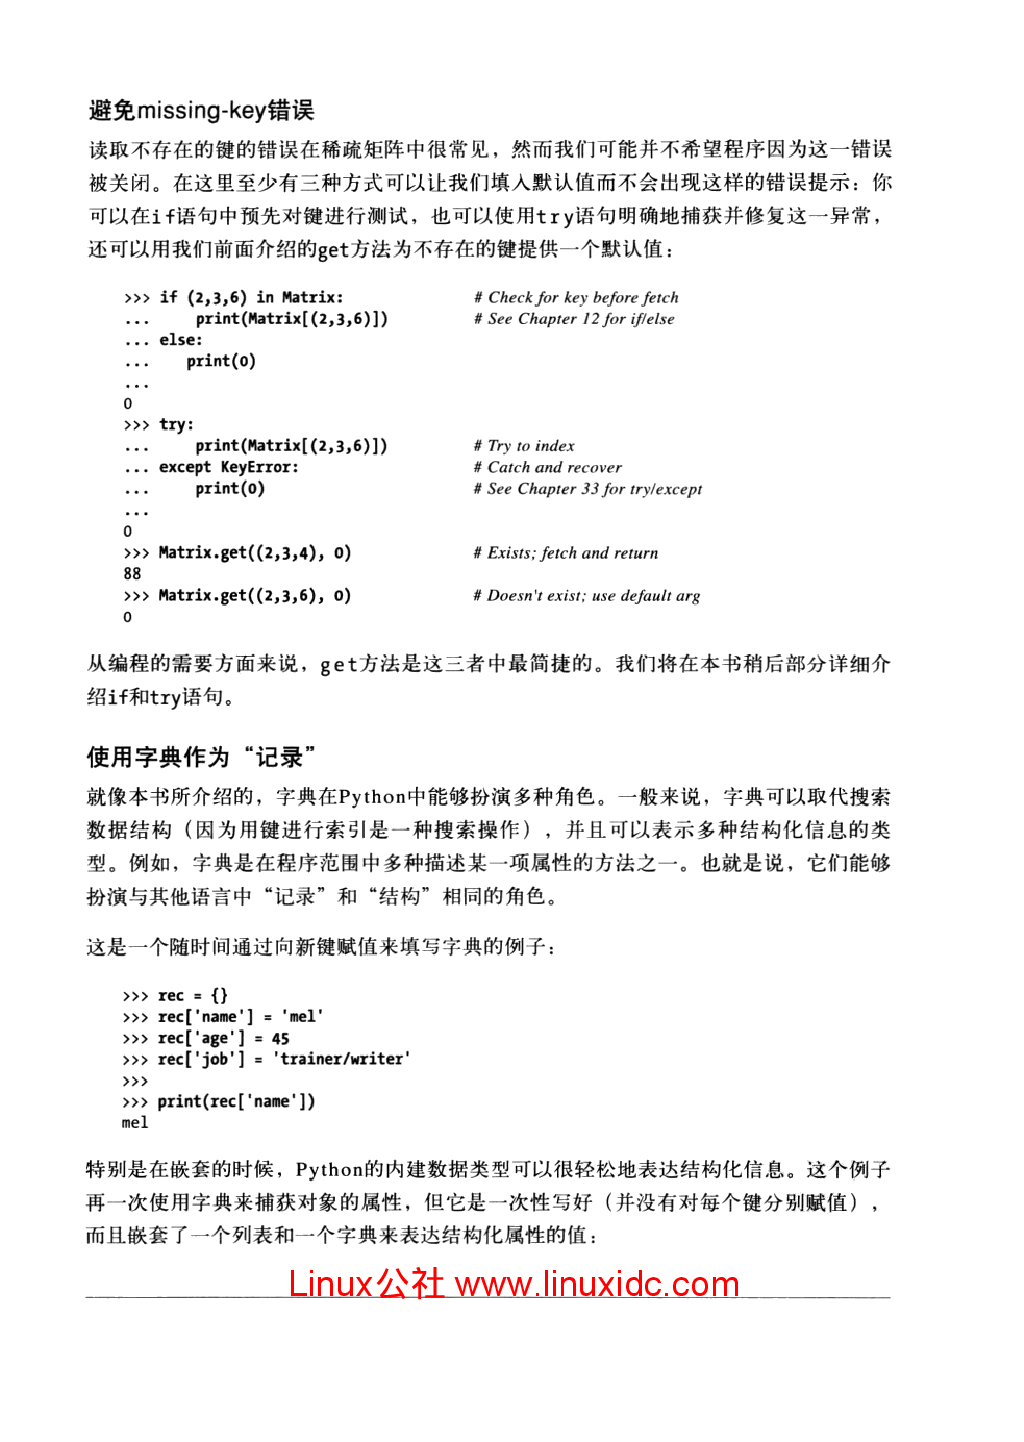 避免missing-key错误
读取不存在的键的错误在稀疏矩阵中很常见，然而我们可能并不希望程序因为这一错误
被关闭。在这里至少有三种方式可以让我们填入默认值而不会出现这样的错误提示：你
可以在if语句中预先对键进行测试，也可以使用try语句明确地捕获并修复这一异常，
还可以用我们前面介绍的get方法为不存在的键提供一个默认值：
>>> if (2,3,6) in Matrix: # Check for key before fetch
... print(Matrix[(2,3,6)]) # See Chapter 12 for if/else
... else:
... print(0)
...
0
>>> try:
... print(Matrix[(2,3,6)]) # Try to index
... except KeyError: # Catch and recover
... print(0) # See Chapter 33 for try/except
...
0
>>> Matrix.get((2,3,4), 0) # Exists; fetch and return
88
>>> Matrix.get((2,3,6), 0) # Doesn't exist; use default arg
0
从编程的需要方面来说，get方法是这三者中最简捷的。我们将在本书稍后部分详细介
绍if和try语句。
使用字典作为“记录”
就像本书所介绍的，字典在Python中能够扮演多种角色。一般来说，字典可以取代搜索
数据结构（因为用键进行索引是一种搜索操作），并且可以表示多种结构化信息的类
型。例如，字典是在程序范围中多种描述某一项属性的方法之一。也就是说，它们能够
扮演与其他语言中“记录”和“结构”相同的角色。
这是一个随时间通过向新键赋值来填写字典的例子：
>>> rec = {}
>>> rec['name'] = 'mel'
>>> rec['age'] = 45
>>> rec['job'] = 'trainer/writer'
>>>
>>> print(rec['name'])
mel
特别是在嵌套的时候，Python的内建数据类型可以很轻松地表达结构化信息。这个例子
再一次使用字典来捕获对象的属性，但它是一次性写好（并没有对每个键分别赋值），
而且嵌套了一个列表和一个字典来表达结构化属性的值：
Linux公社 www.linuxidc.com